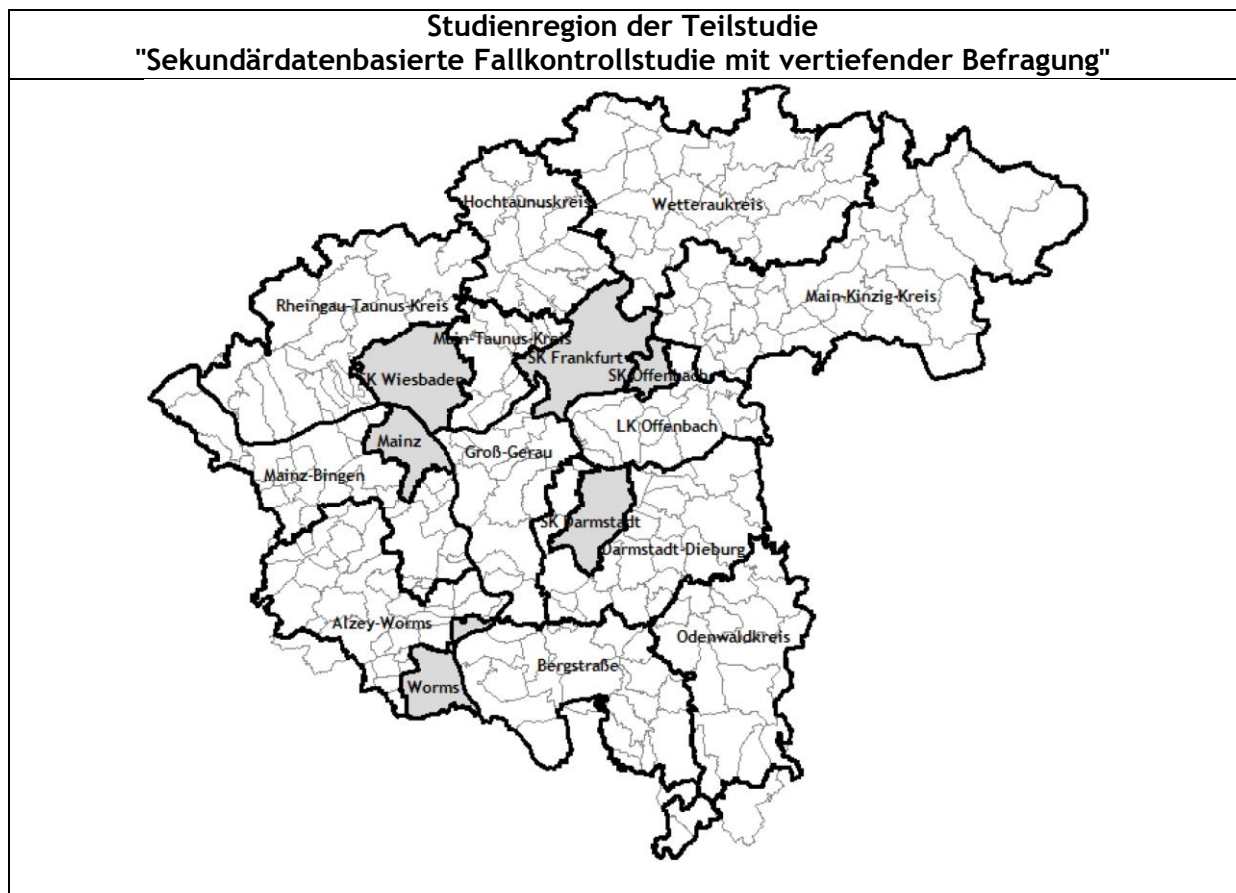 Studienregion der Teilstudie
"Sekundärdatenbasierte Fallkontrollstudie mit vertiefender Befragung"
Hochtaunuskreis
Wetteraukreis
Rheingau-Taunus-Kreis
Main-Kinzig-Kreis
Main-Taunus-Kreis
SK Frankfurt
SK Wiesbaden
SK Offenbach
LK Offenbach
Mainz
Groß-Gerau
Mainz-Bingen
SK Darmstadt
Darmstadt-Dieburg
Alzey-Worms
Odenwaldkreis
Bergstraße
Worms